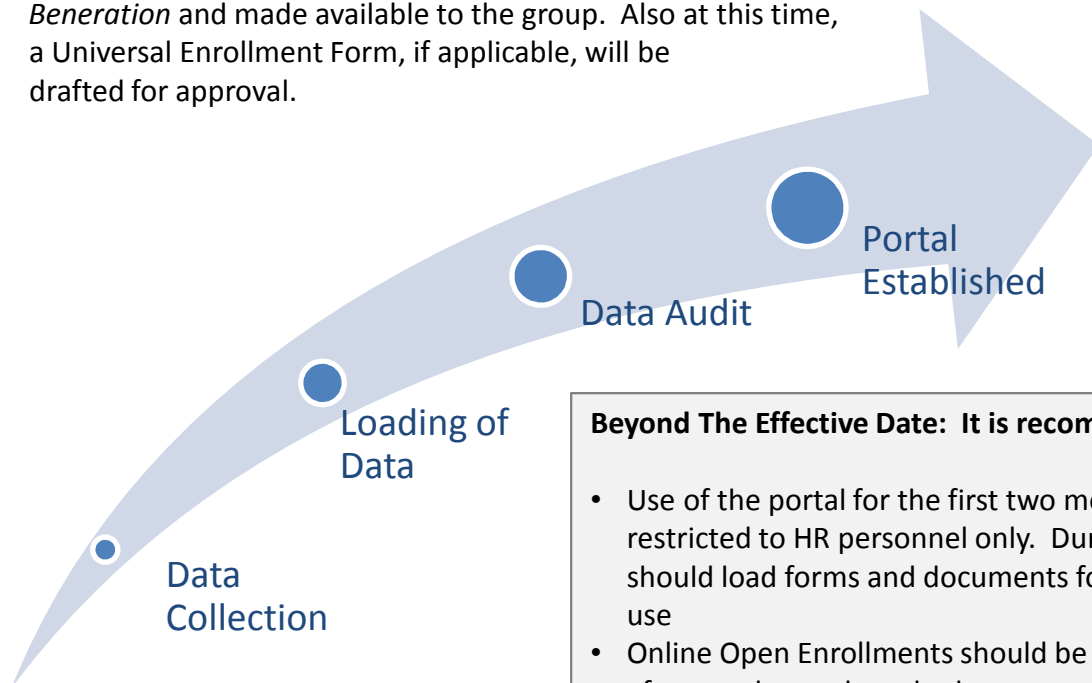 Beneration and made available to the group. Also at this time,
a Universal Enrollment Form, if applicable, will be
drafted for approval.
Portal
Established
Data Audit
Loading of
Data
Data
Collection
Beyond The Effective Date: It is recom
• Use of the portal for the first two mo
restricted to HR personnel only. Dur
should load forms and documents fo
use
• Online Open Enrollments should be